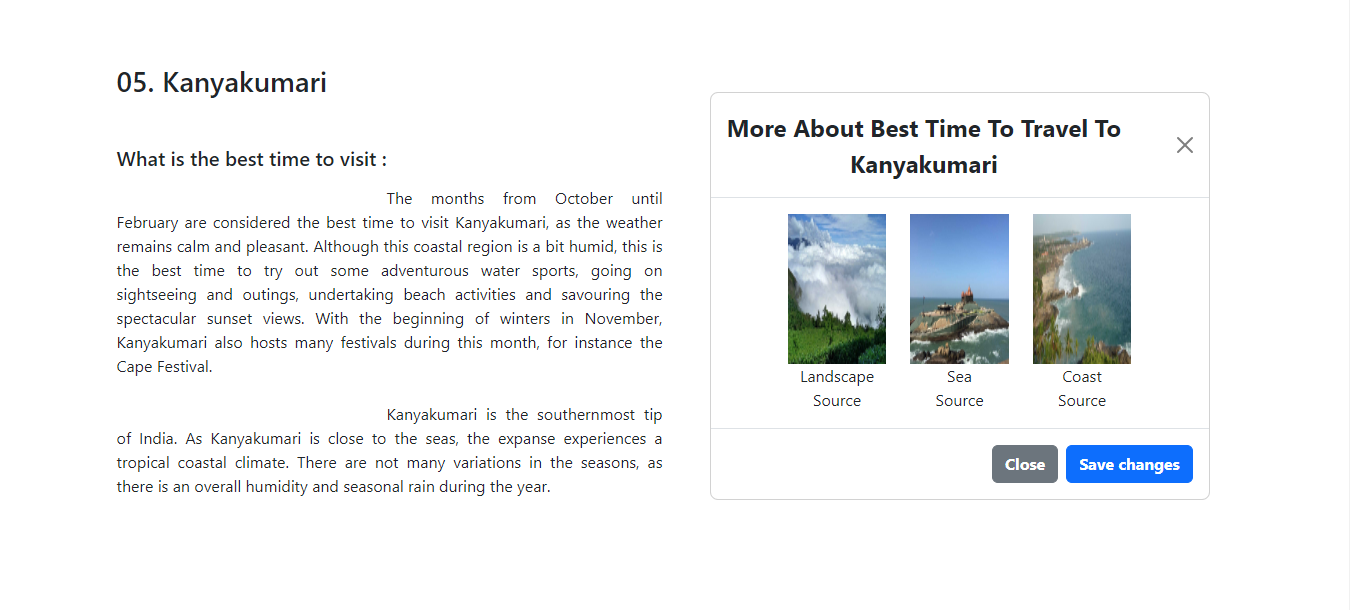 05. Kanyakumari
What is the best time to visit :
The months from October until
February are considered the best time to visit Kanyakumari, as the weather
remains calm and pleasant. Although this coastal region is a bit humid, this is
the best time to try out some adventurous water sports, going on
sightseeing and outings, undertaking beach activities and savouring the
spectacular sunset views. With the beginning of winters in November,
Kanyakumari also hosts many festivals during this month, for instance the
Cape Festival.
Kanyakumari is the southernmost tip
of India. As Kanyakumari is close to the seas, the expanse experiences a
tropical coastal climate. There are not many variations in the seasons, as
there is an overall humidity and seasonal rain during the year.
More About Best Time To Travel To
Kanyakumari
Landscape
Source
Sea
Source
Coast
Source
Close
Save changes